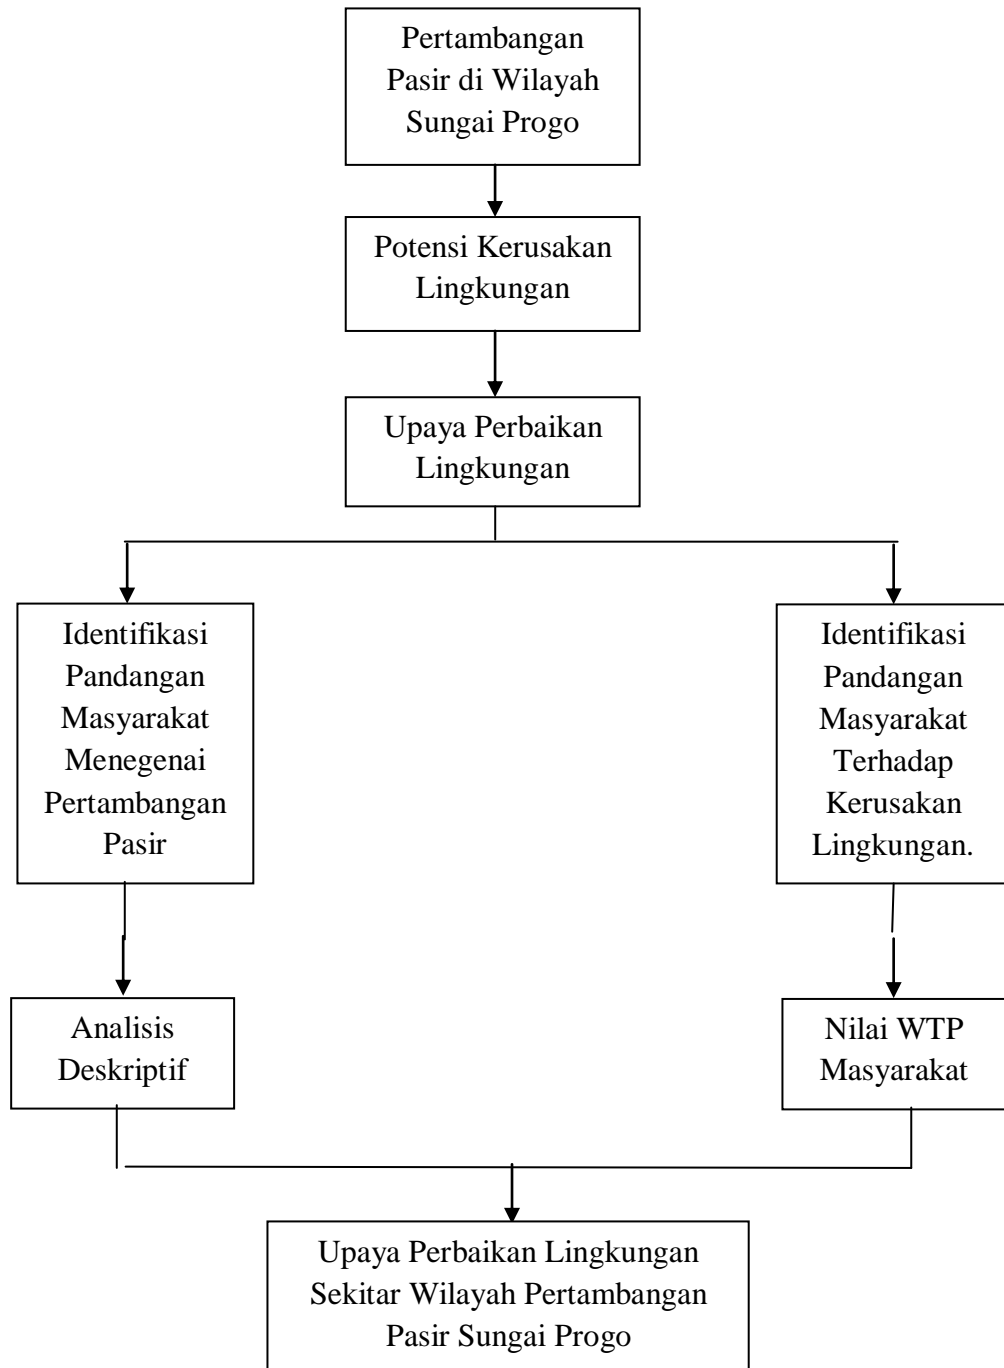 Pertambangan
Pasir di Wilayah
Sungai Progo
Potensi Kerusakan
Lingkungan
Upaya Perbaikan
Lingkungan
Identifikasi
Pandangan
Masyarakat
Menegenai
Pertambangan
Pasir
Identifikasi
Pandangan
Masyarakat
Terhadap
Kerusakan
Lingkungan.
Analisis
Deskriptif
Nilai WTP
Masyarakat
Upaya Perbaikan Lingkungan
Sekitar Wilayah Pertambangan
Pasir Sungai Progo